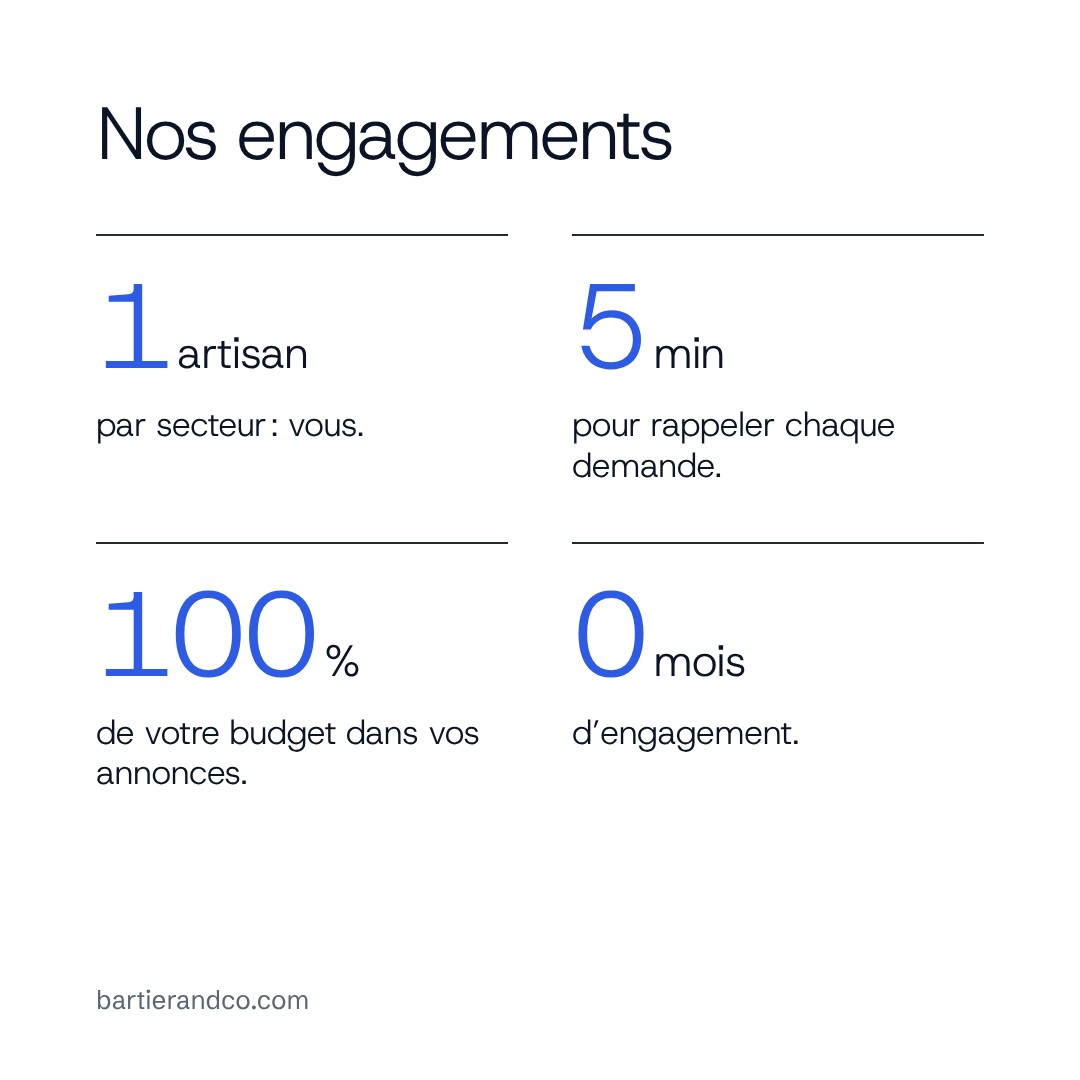 Nos engagements
1 artisan
par secteur : vous.
5 min
pour rappeler chaque
demande.
100 %
de votre budget dans vos
annonces.
0 mois
d’engagement.
bartierandco.com